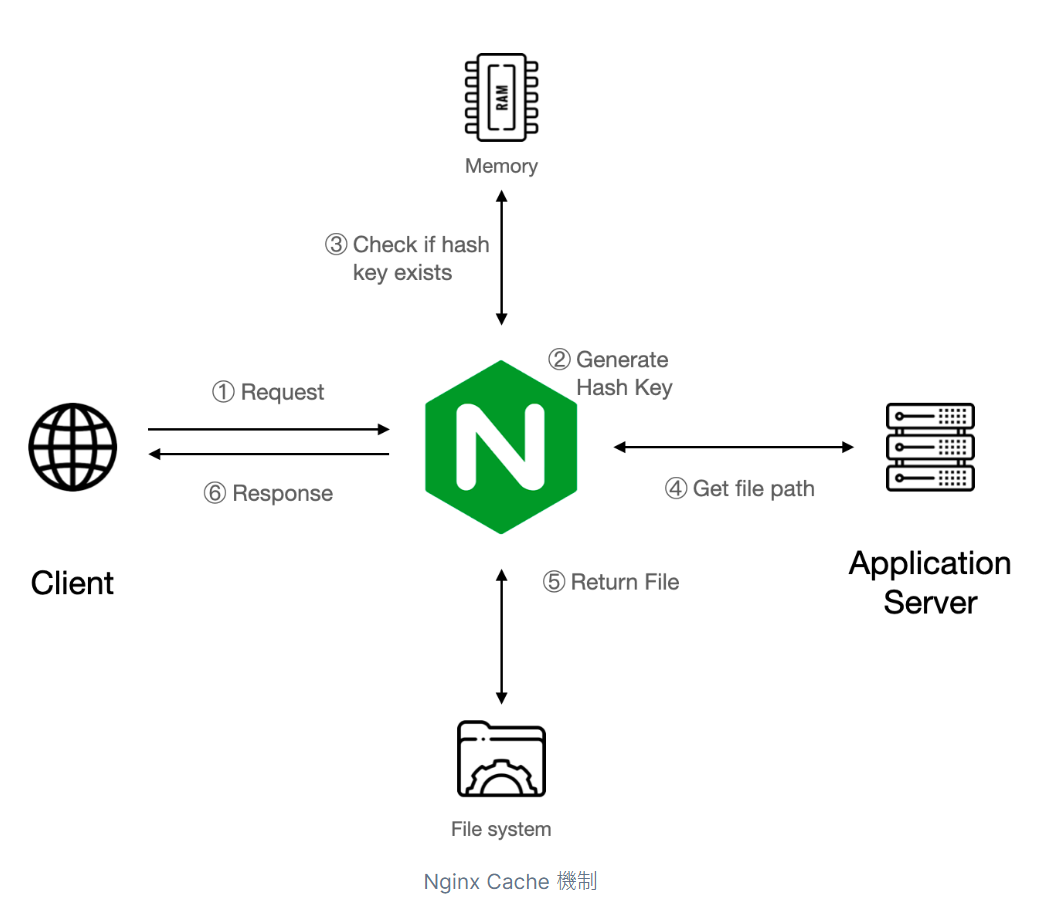 RAM
Memory
③ Check if hash
key exists
② Generate
Hash Key
① Request
N
④ Get file path
⑥ Response
Client
Application
Server
⑤ Return File
File system
Nginx Cache 機制